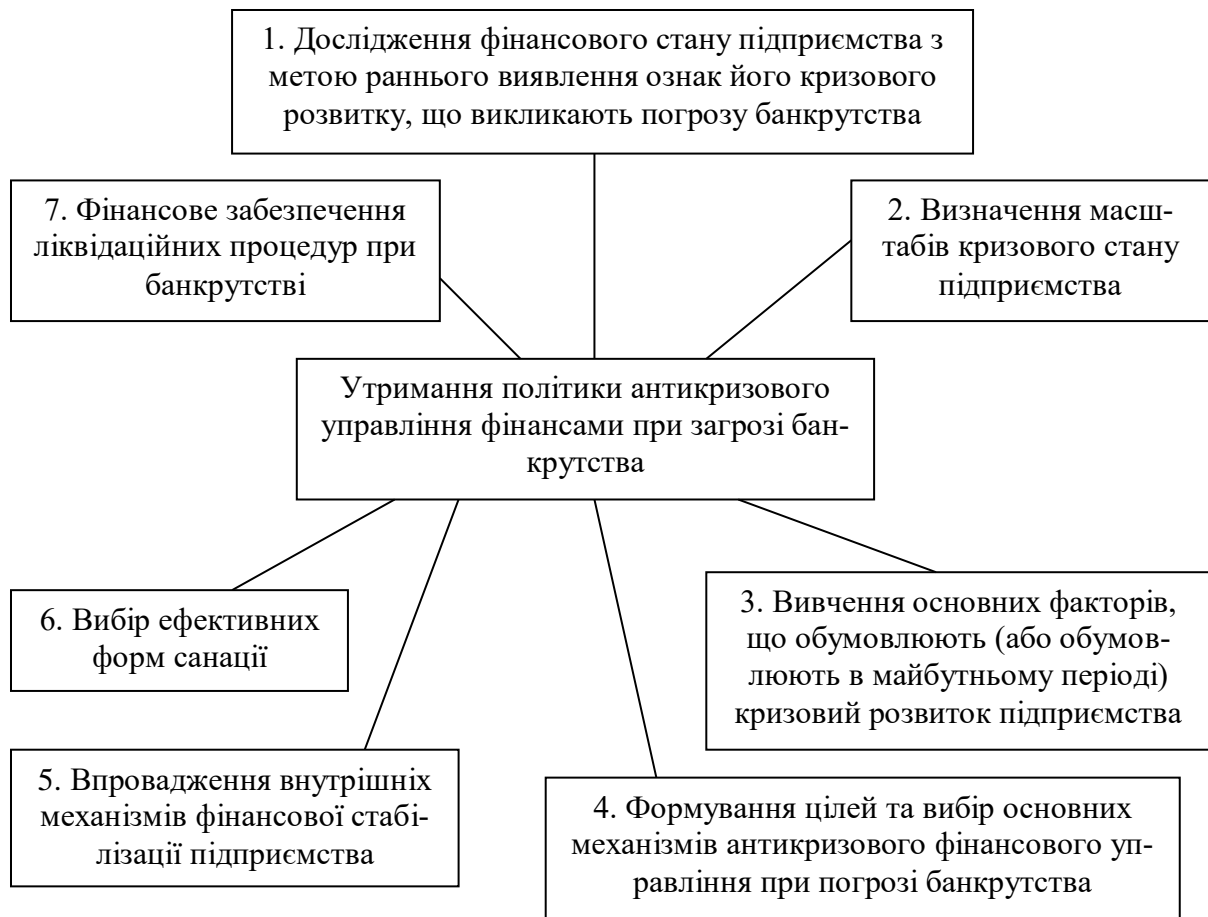 1. Дослідження фінансового стану підприємства з
метою раннього виявлення ознак його кризового
розвитку, що викликають погрозу банкрутства
7. Фінансове забезпечення
ліквідаційних процедур при
банкрутстві
2. Визначення масш-
табів кризового стану
підприємства
Утримання політики антикризового
управління фінансами при загрозі бан-
крутства
6. Вибір ефективних
форм санації
3. Вивчення основних факторів,
що обумовлюють (або обумов-
люють в майбутньому періоді)
кризовий розвиток підприємства
5. Впровадження внутрішніх
механізмів фінансової стабі-
лізації підприємства
4. Формування цілей та вибір основних
механізмів антикризового фінансового уп-
равління при погрозі банкрутства